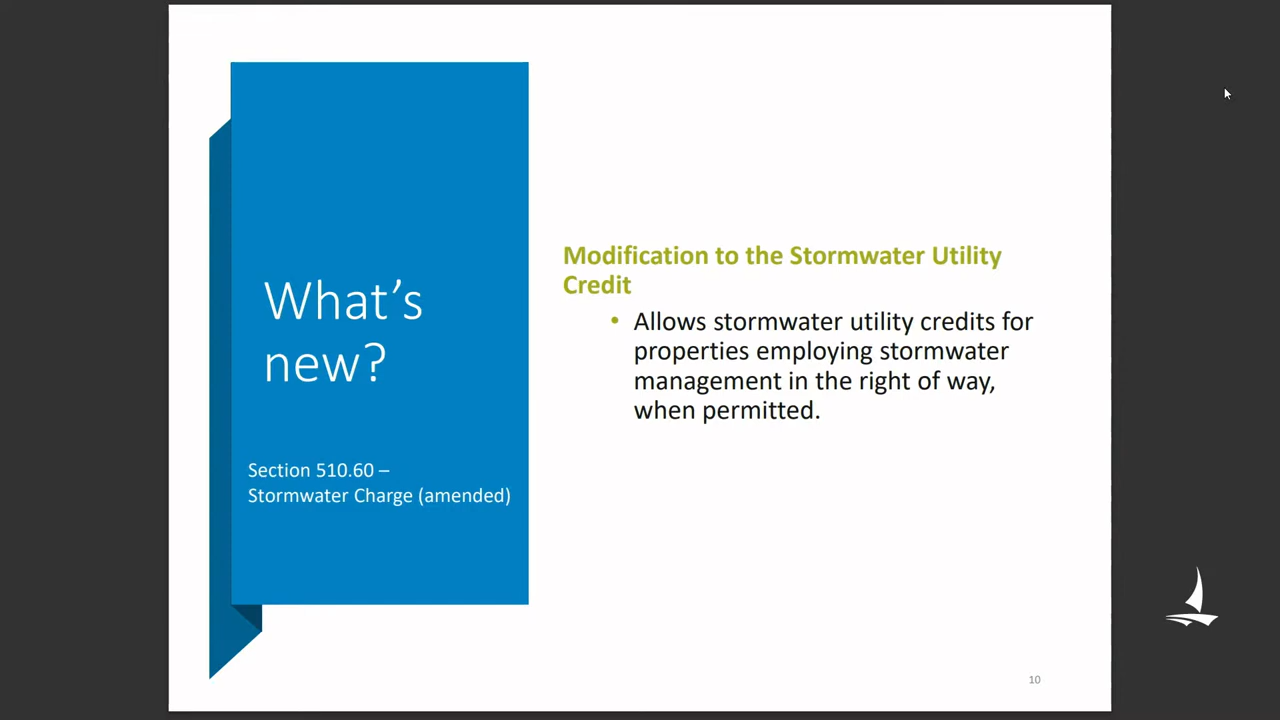 What's
new?
Section 510.60 –
Stormwater Charge (amended)
Modification to the Stormwater Utility
Credit
• Allows stormwater utility credits for
properties employing stormwater
management in the right of way,
when permitted.
10